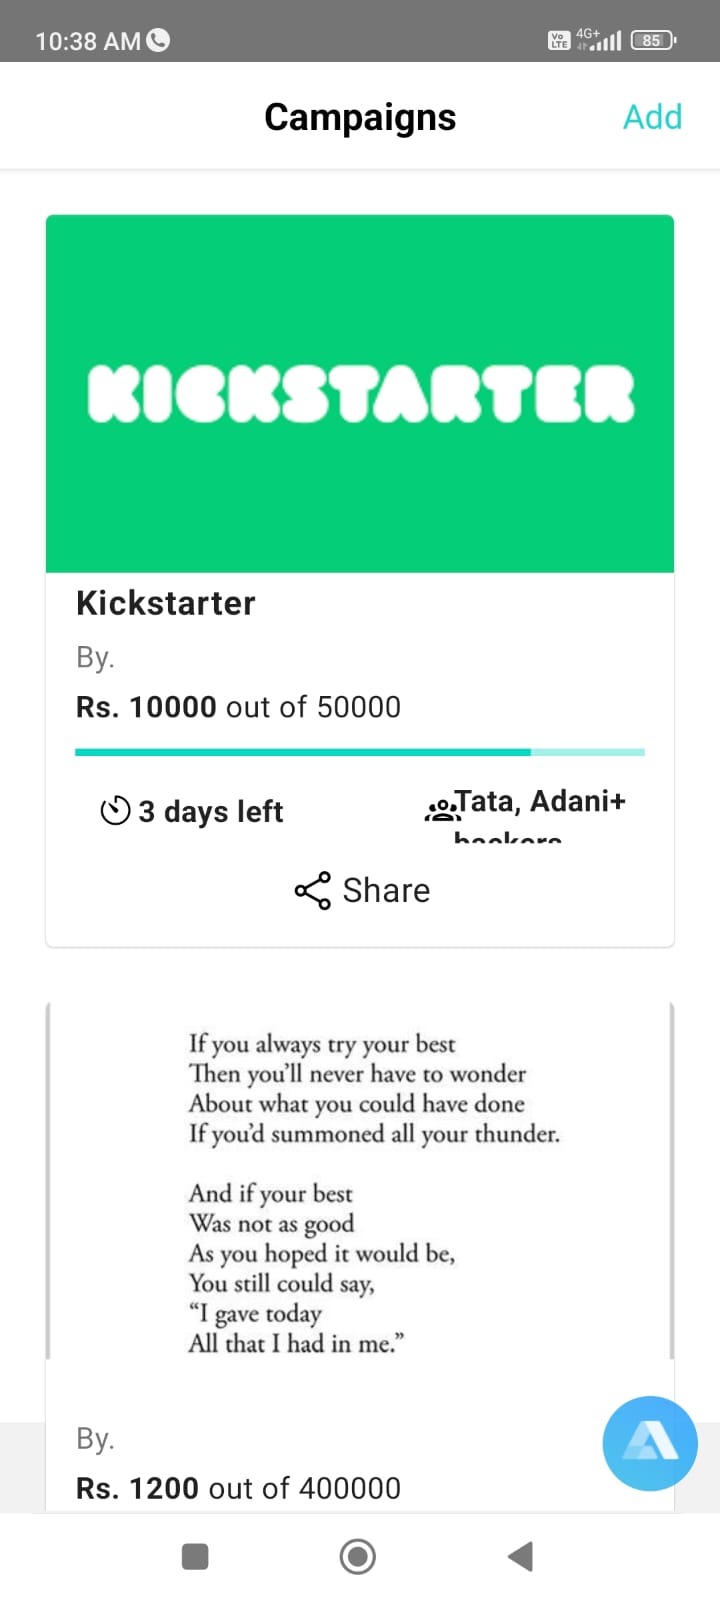 10:38 AM
Vo LTE 4G+ 85
Campaigns
Add
KICKSTARTER
Kickstarter
By.
Rs. 10000 out of 50000
3 days left
Tata, Adani+
Share
If you always try your best
Then you’ll never have to wonder
About what you could have done
If you’d summoned all your thunder.
And if your best
Was not as good
As you hoped it would be,
You still could say,
“I gave today
All that I had in me.”
By.
Rs. 1200 out of 400000